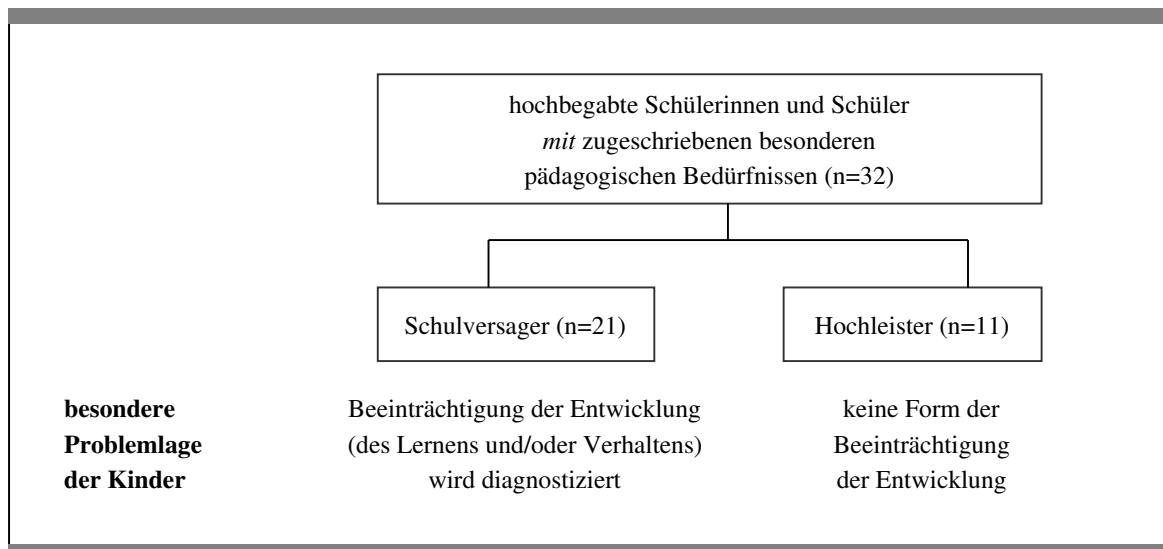 hochbegabte Schülerinnen und Schüler
mit zugeschriebenen besonderen
pädagogischen Bedürfnissen (n=32)
Schulversager (n=21)
Hochleister (n=11)
besondere
Problemlage
der Kinder
Beeinträchtigung der Entwicklung
(des Lernens und/oder Verhaltens)
wird diagnostiziert
keine Form der
Beeinträchtigung
der Entwicklung